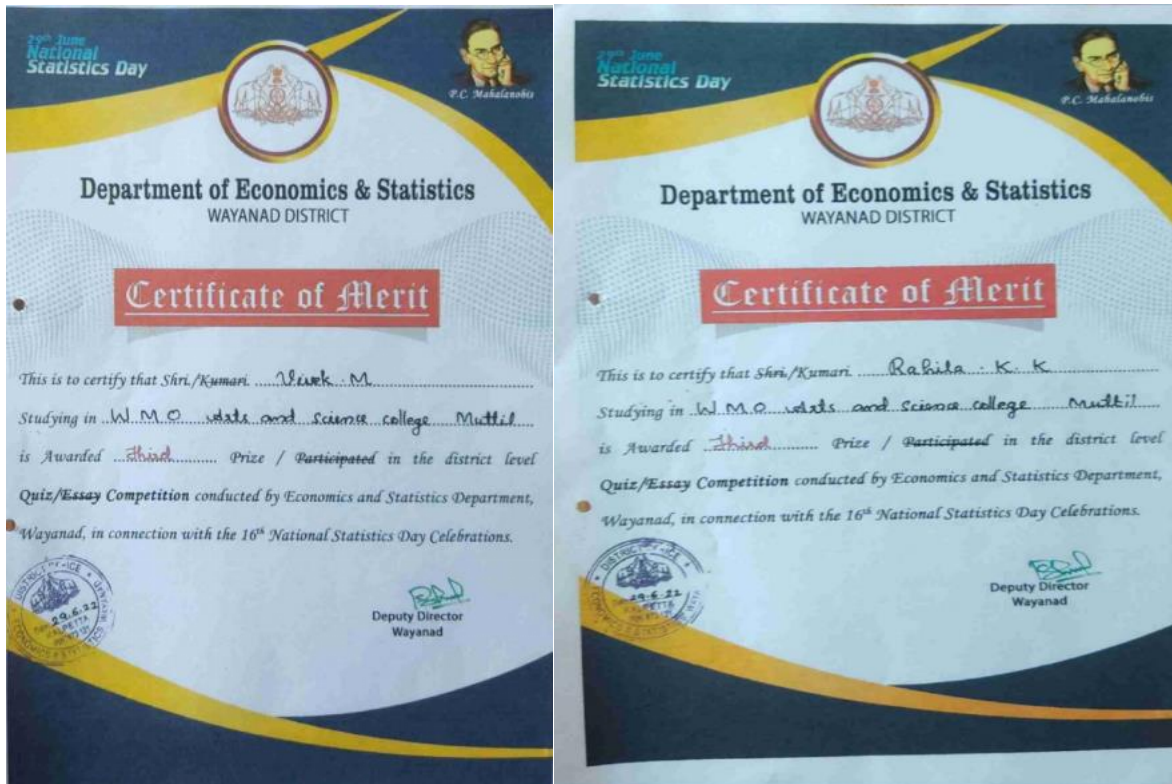 29th June
National
Statistics Day
P.C. Mahalanobis
Department of Economics & Statistics
WAYANAD DISTRICT
Certificate of Merit
This is to certify that Shri./Kumari. Vivek . M
Studying in W M O Arts and Science college Muttil
is Awarded Third Prize / Participated in the district level
Quiz/Essay Competition conducted by Economics and Statistics Department,
Wayanad, in connection with the 16th National Statistics Day Celebrations.
29.6.22
Deputy Director
Wayanad
29th June
National
Statistics Day
P.C. Mahalanobis
Department of Economics & Statistics
WAYANAD DISTRICT
Certificate of Merit
This is to certify that Shri./Kumari. Rahila . K. K
Studying in W M O Arts and Science college Muttil
is Awarded Third Prize / Participated in the district level
Quiz/Essay Competition conducted by Economics and Statistics Department,
Wayanad, in connection with the 16th National Statistics Day Celebrations.
29.6.22
Deputy Director
Wayanad